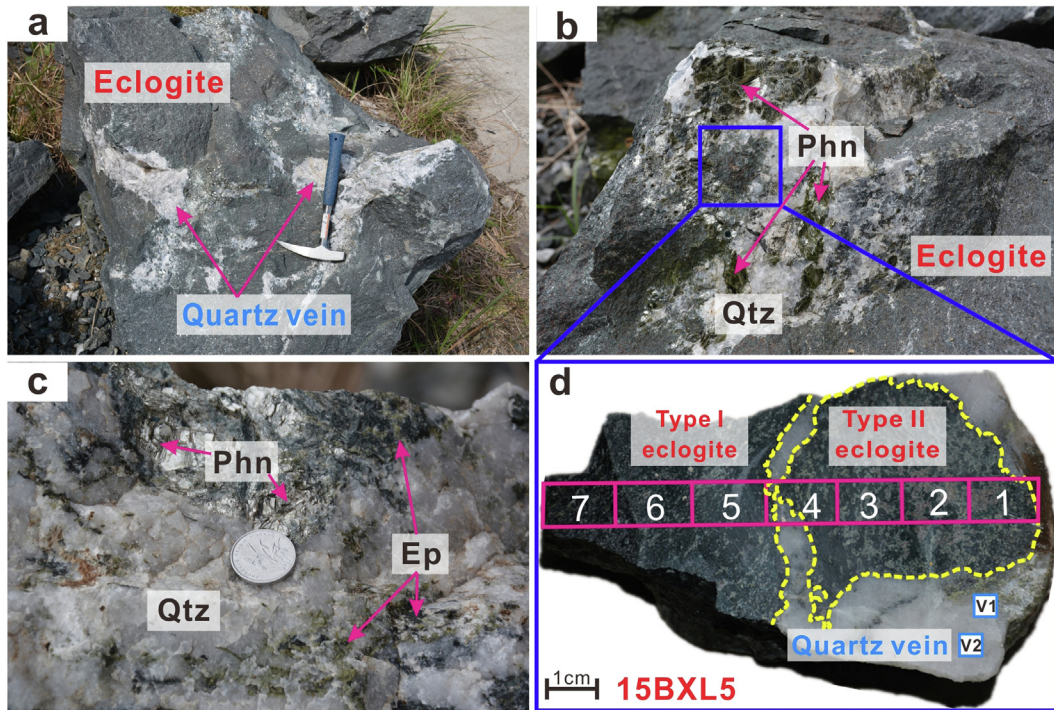 a
Eclogite
Quartz vein
b
Phn
Eclogite
Qtz
c
Phn
Ep
Qtz
d
Type I
eclogite
Type II
eclogite
7 6 5 4 3 2 1
V1
V2
Quartz vein
1cm
15BXL5